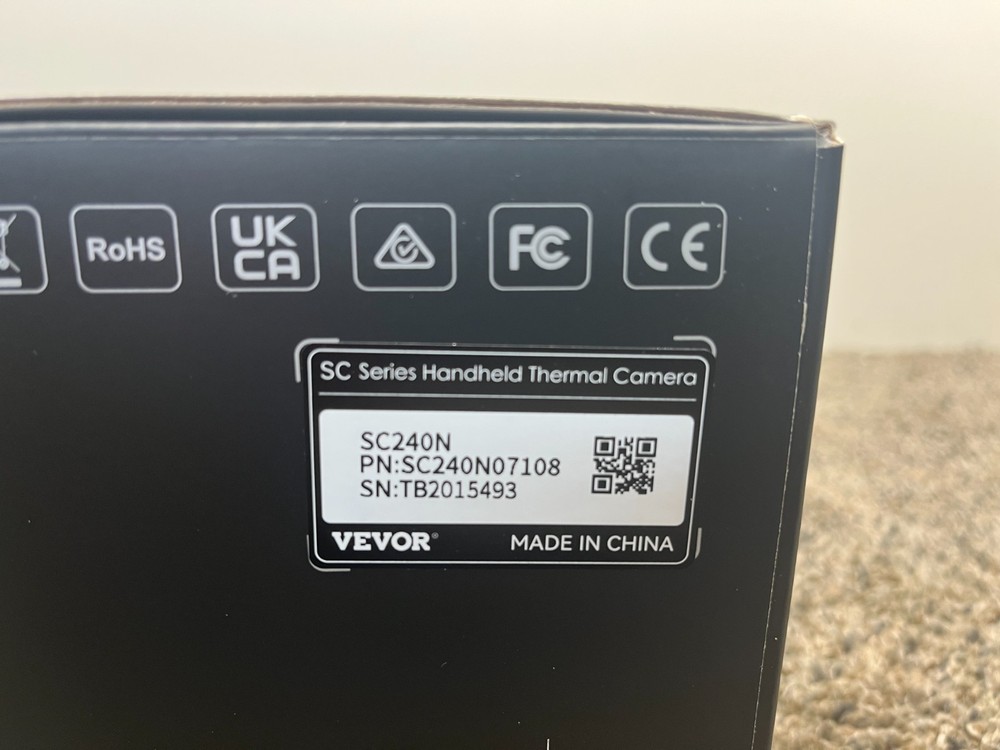 RoHS
UK
CA
FC
CE
SC Series Handheld Thermal Camera
SC240N
PN:SC240N07108
SN:TB2015493
VEVOR®
MADE IN CHINA